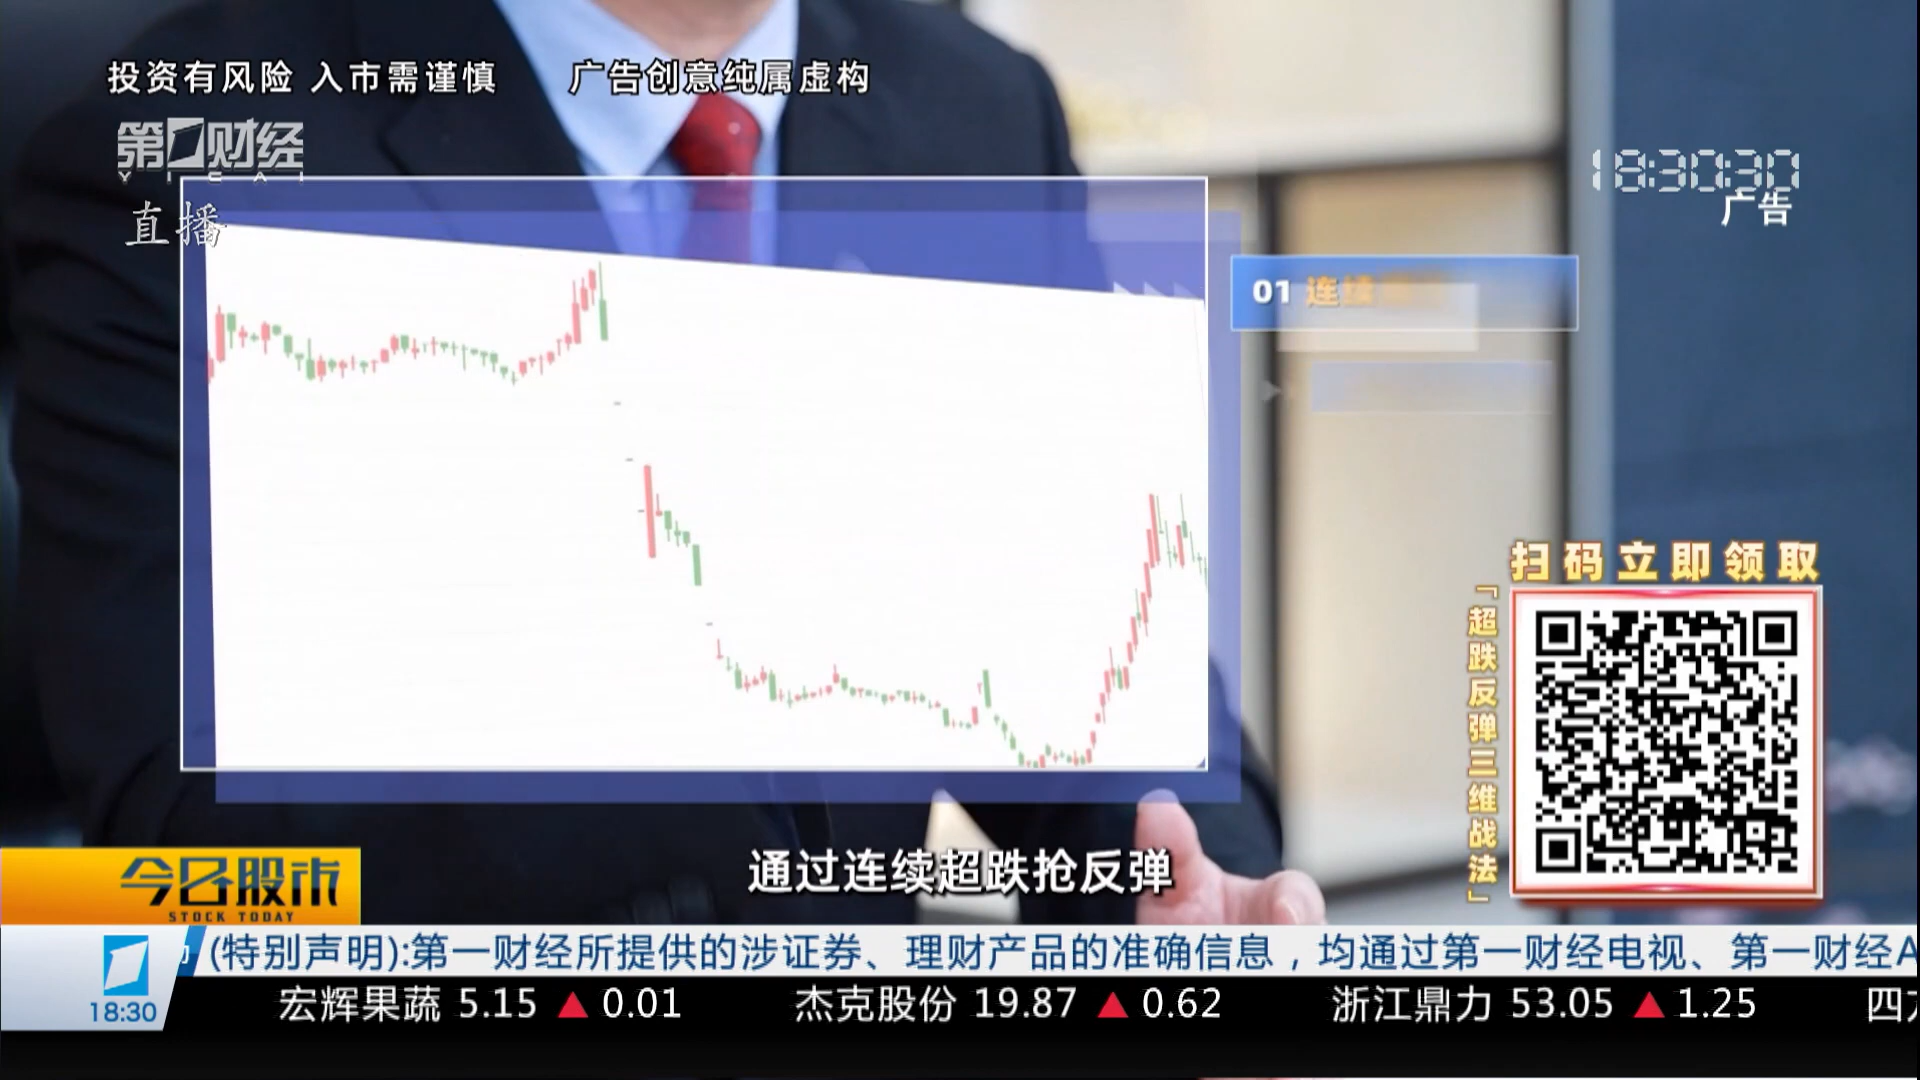 投资有风险 入市需谨慎 广告创意纯属虚构
第一财经
YICAI
直播
18:30:30
广告
01 连续
扫码立即领取
「超跌反弹三维战法」
通过连续超跌抢反弹
今日股市
STOCK TODAY
(特别声明):第一财经所提供的涉证券、理财产品的准确信息，均通过第一财经电视、第一财经A
18:30
宏辉果蔬 5.15 ▲ 0.01 杰克股份 19.87 ▲ 0.62 浙江鼎力 53.05 ▲ 1.25 四